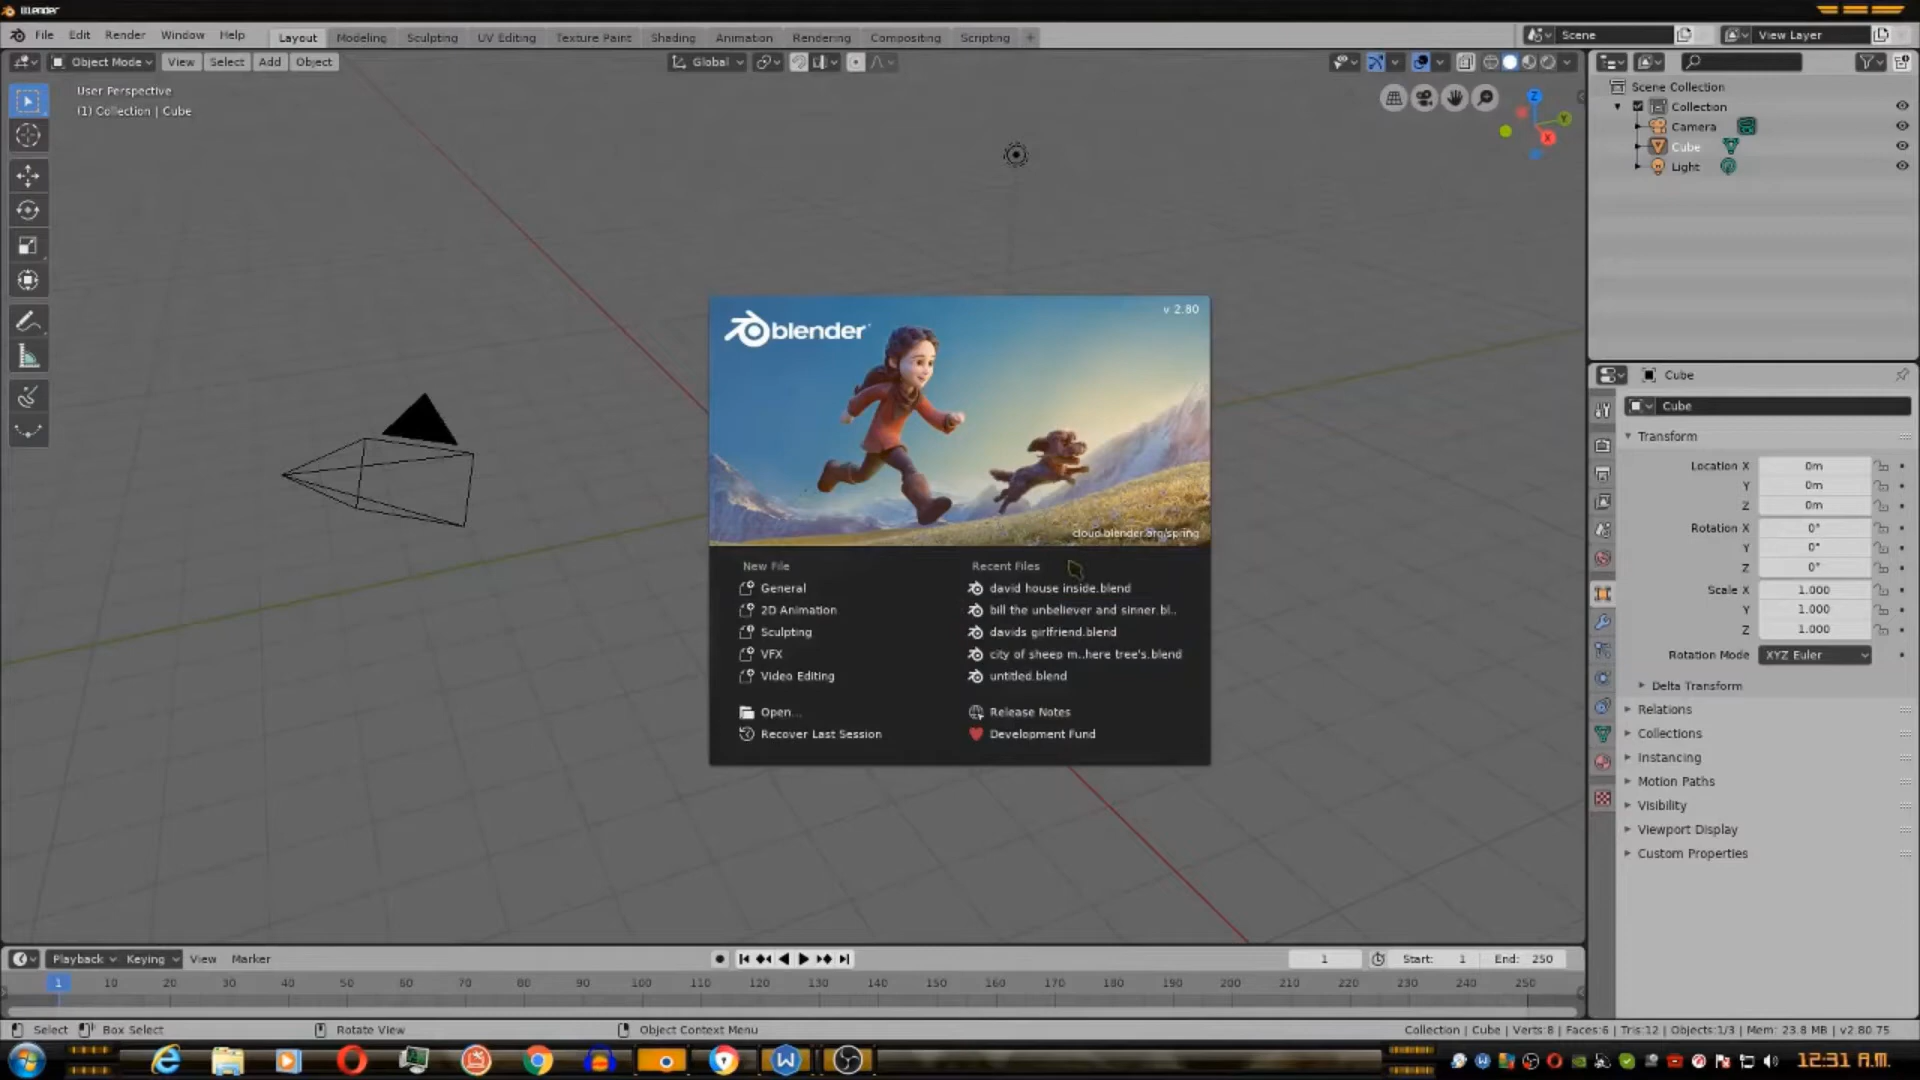 Blender
File Edit Render Window Help Layout Modeling Sculpting UV Editing Texture Paint Shading Animation Rendering Compositing Scripting + Scene View Layer
Object Mode View Select Add Object Global
User Perspective
(1) Collection | Cube
Z
Y
X
Scene Collection
Collection
Camera
Cube
Light
blender
v 2.80
cloud.blender.org/spring
New File
General
2D Animation
Sculpting
VFX
Video Editing
Open...
Recover Last Session
Recent Files
david house inside.blend
bill the unbeliever and sinner bl..
davids girlfriend.blend
city of sheep m..here tree's.blend
untitled.blend
Release Notes
Development Fund
Cube
Cube
Transform
Location X 0m
Y 0m
Z 0m
Rotation X 0°
Y 0°
Z 0°
Scale X 1.000
Y 1.000
Z 1.000
Rotation Mode XYZ Euler
Delta Transform
Relations
Collections
Instancing
Motion Paths
Visibility
Viewport Display
Custom Properties
Playback Keying View Marker 1 Start: 1 End: 250
1 10 20 30 40 50 60 70 80 90 100 110 120 130 140 150 160 170 180 190 200 210 220 230 240 250
Select Box Select Rotate View Object Context Menu Collection | Cube | Verts:8 | Faces:6 | Tris:12 | Objects:1/3 | Mem: 23.8 MB | v2.80.75
12:31 A.M.